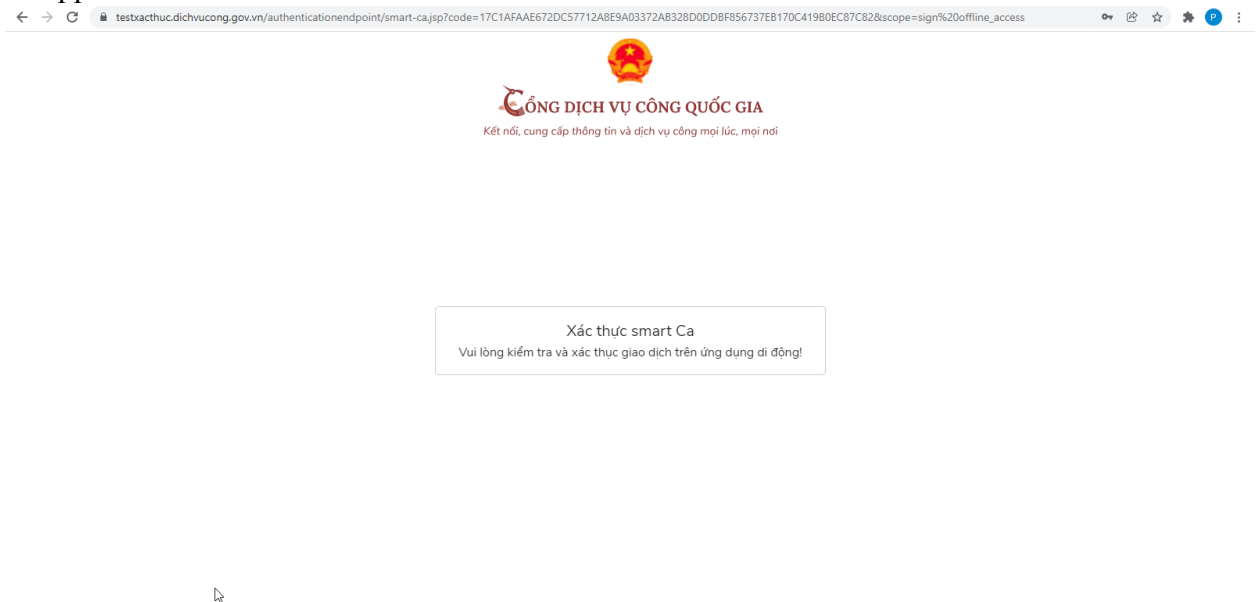 testxacthuc.dichvucong.gov.vn/authenticationendpoint/smart-ca.jsp?code=17C1AFAAE672DC57712A8E9A03372AB328D0DDBF856737EB170C419B0EC87C82&scope=sign%20offline_access
P
CỔNG DỊCH VỤ CÔNG QUỐC GIA
Kết nối, cung cấp thông tin và dịch vụ công mọi lúc, mọi nơi
Xác thực smart Ca
Vui lòng kiểm tra và xác thục giao dịch trên ứng dụng di động!